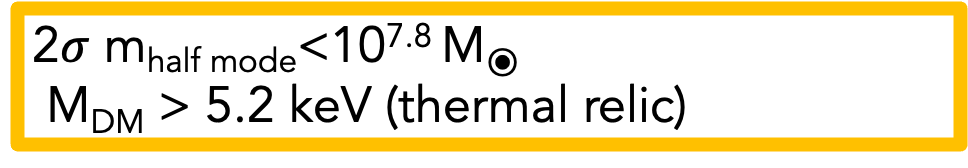 2σ m_half mode<10^7.8 M_☉
M_DM > 5.2 keV (thermal relic)